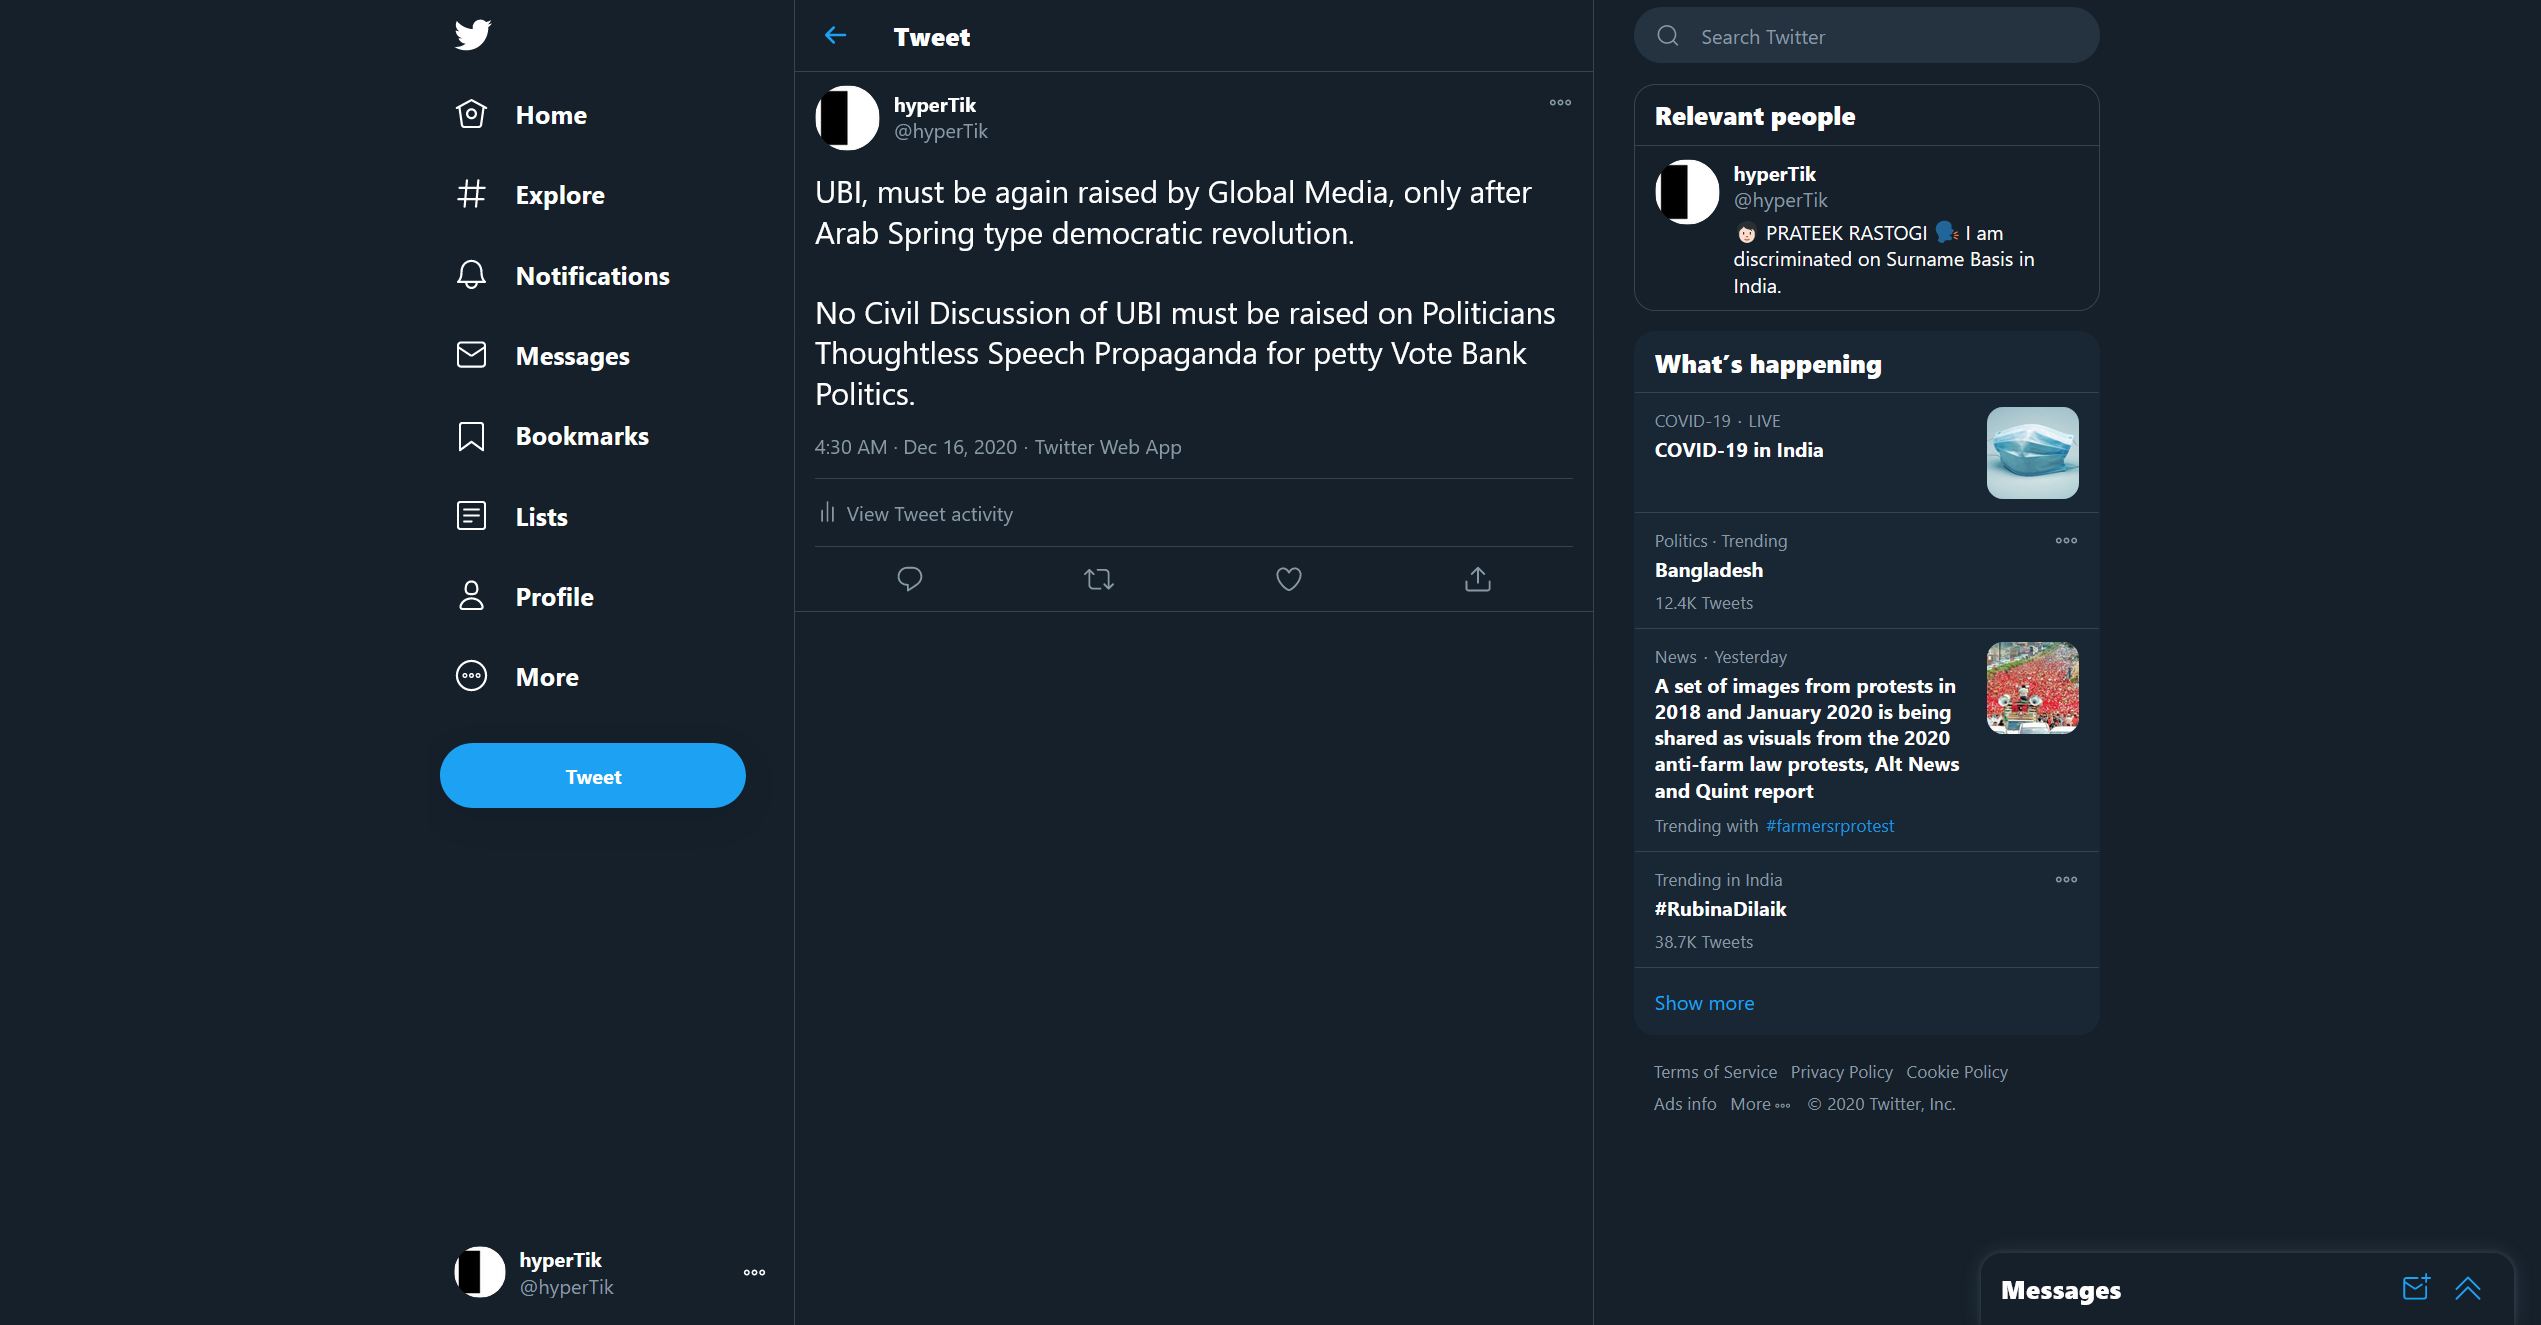 Home
Explore
Notifications
Messages
Bookmarks
Lists
Profile
More
Tweet
hyperTik
@hyperTik
Tweet
hyperTik
@hyperTik
UBI, must be again raised by Global Media, only after
Arab Spring type democratic revolution.
No Civil Discussion of UBI must be raised on Politicians
Thoughtless Speech Propaganda for petty Vote Bank
Politics.
4:30 AM · Dec 16, 2020 · Twitter Web App
View Tweet activity
Search Twitter
Relevant people
hyperTik
@hyperTik
PRATEEK RASTOGI I am
discriminated on Surname Basis in
India.
What's happening
COVID-19 · LIVE
COVID-19 in India
Politics · Trending
Bangladesh
12.4K Tweets
News · Yesterday
A set of images from protests in
2018 and January 2020 is being
shared as visuals from the 2020
anti-farm law protests, Alt News
and Quint report
Trending with #farmersrprotest
Trending in India
#RubinaDilaik
38.7K Tweets
Show more
Terms of Service Privacy Policy Cookie Policy
Ads info More © 2020 Twitter, Inc.
Messages